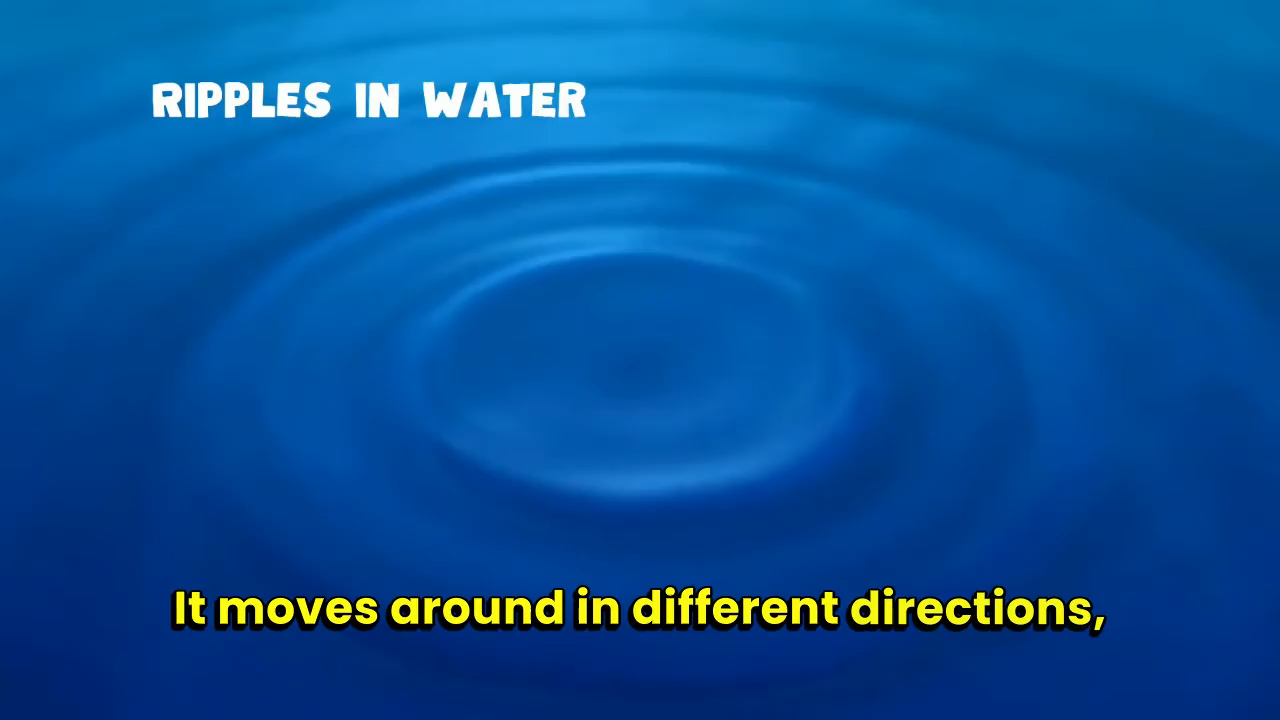 RIPPLES IN WATER
It moves around in different directions,